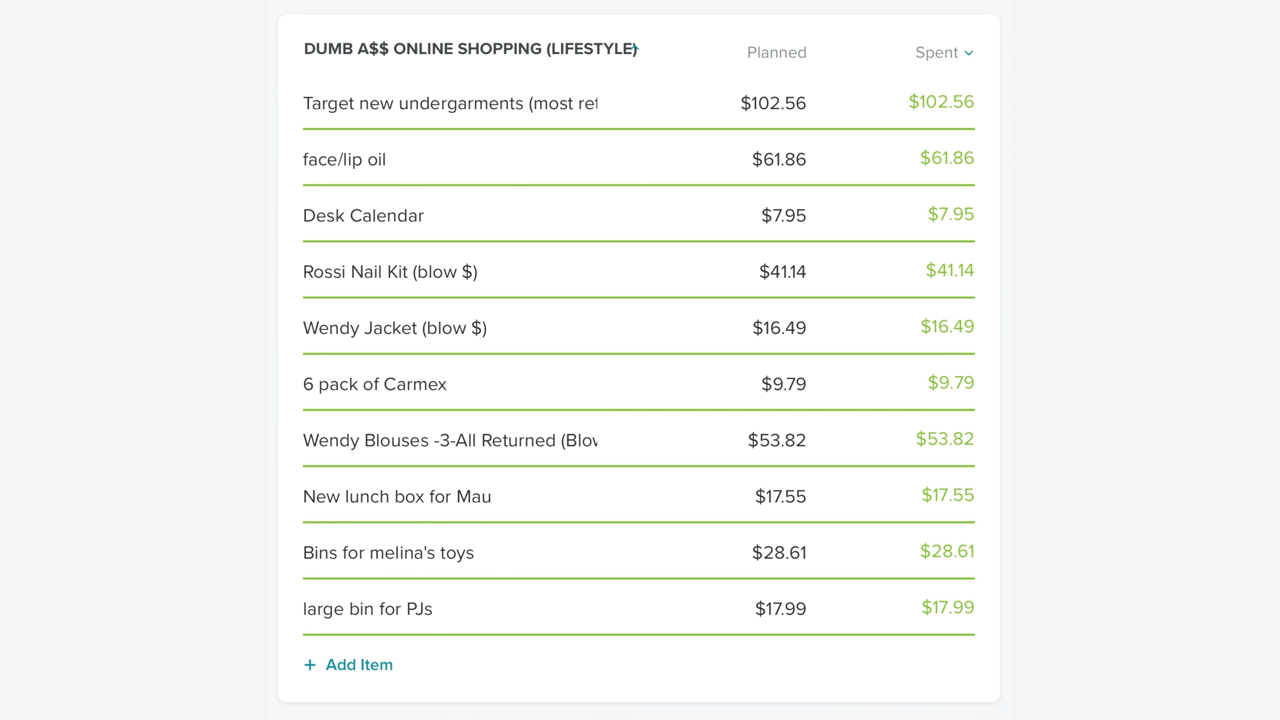 DUMB A$$ ONLINE SHOPPING (LIFESTYLE) Planned Spent
Target new undergarments (most ret $102.56 $102.56
face/lip oil $61.86 $61.86
Desk Calendar $7.95 $7.95
Rossi Nail Kit (blow $) $41.14 $41.14
Wendy Jacket (blow $) $16.49 $16.49
6 pack of Carmex $9.79 $9.79
Wendy Blouses -3-All Returned (Blow $53.82 $53.82
New lunch box for Mau $17.55 $17.55
Bins for melina's toys $28.61 $28.61
large bin for PJs $17.99 $17.99
+ Add Item